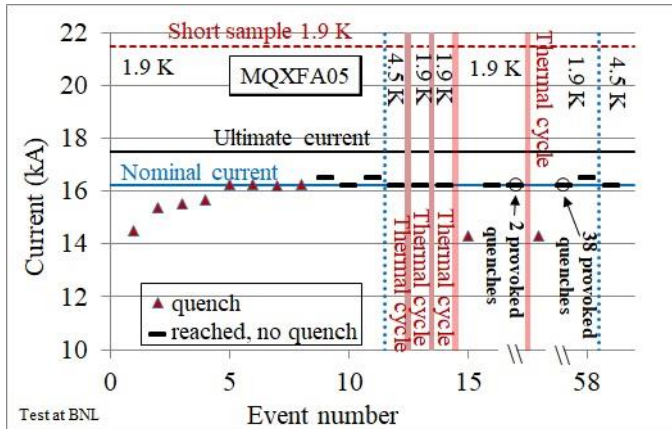 Short sample 1.9 K
1.9 K
MQXFA05
4.5 K
1.9 K
1.9 K
1.9 K
Thermal cycle
1.9 K
4.5 K
Ultimate current
Nominal current
Thermal cycle
Thermal cycle
Thermal cycle
2 provoked
quenches
38 provoked
quenches
quench
reached, no quench
Current (kA)
22
20
18
16
14
12
10
0
5
10
15
58
Event number
Test at BNL